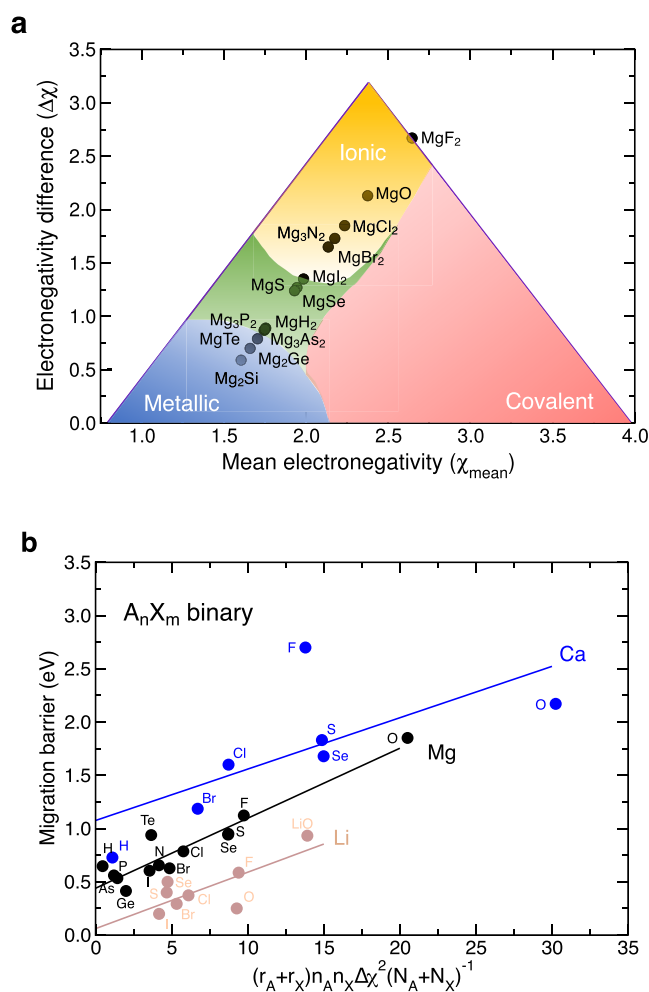 a
3.5
3.0
2.5
2.0
1.5
1.0
0.5
0.0
Electronegativity difference (Δχ)
Ionic
MgF2
MgO
MgCl2
Mg3N2
MgBr2
MgI2
MgS
MgSe
Mg3P2
MgH2
MgTe
Mg3As2
Mg2Ge
Mg2Si
Metallic
Covalent
1.0 1.5 2.0 2.5 3.0 3.5 4.0
Mean electronegativity (χmean)
b
3.5
3.0
2.5
2.0
1.5
1.0
0.5
0.0
Migration barrier (eV)
AnXm binary
F
Ca
O
S
Se
Cl
Br
H
O
Mg
F
S
Se
Te
H
P
N
Cl
As
I
Br
Ge
LiO
Li
F
Se
S
Cl
O
Br
I
0 5 10 15 20 25 30 35
(rA+rX)nAnXΔχ2(NA+NX)-1